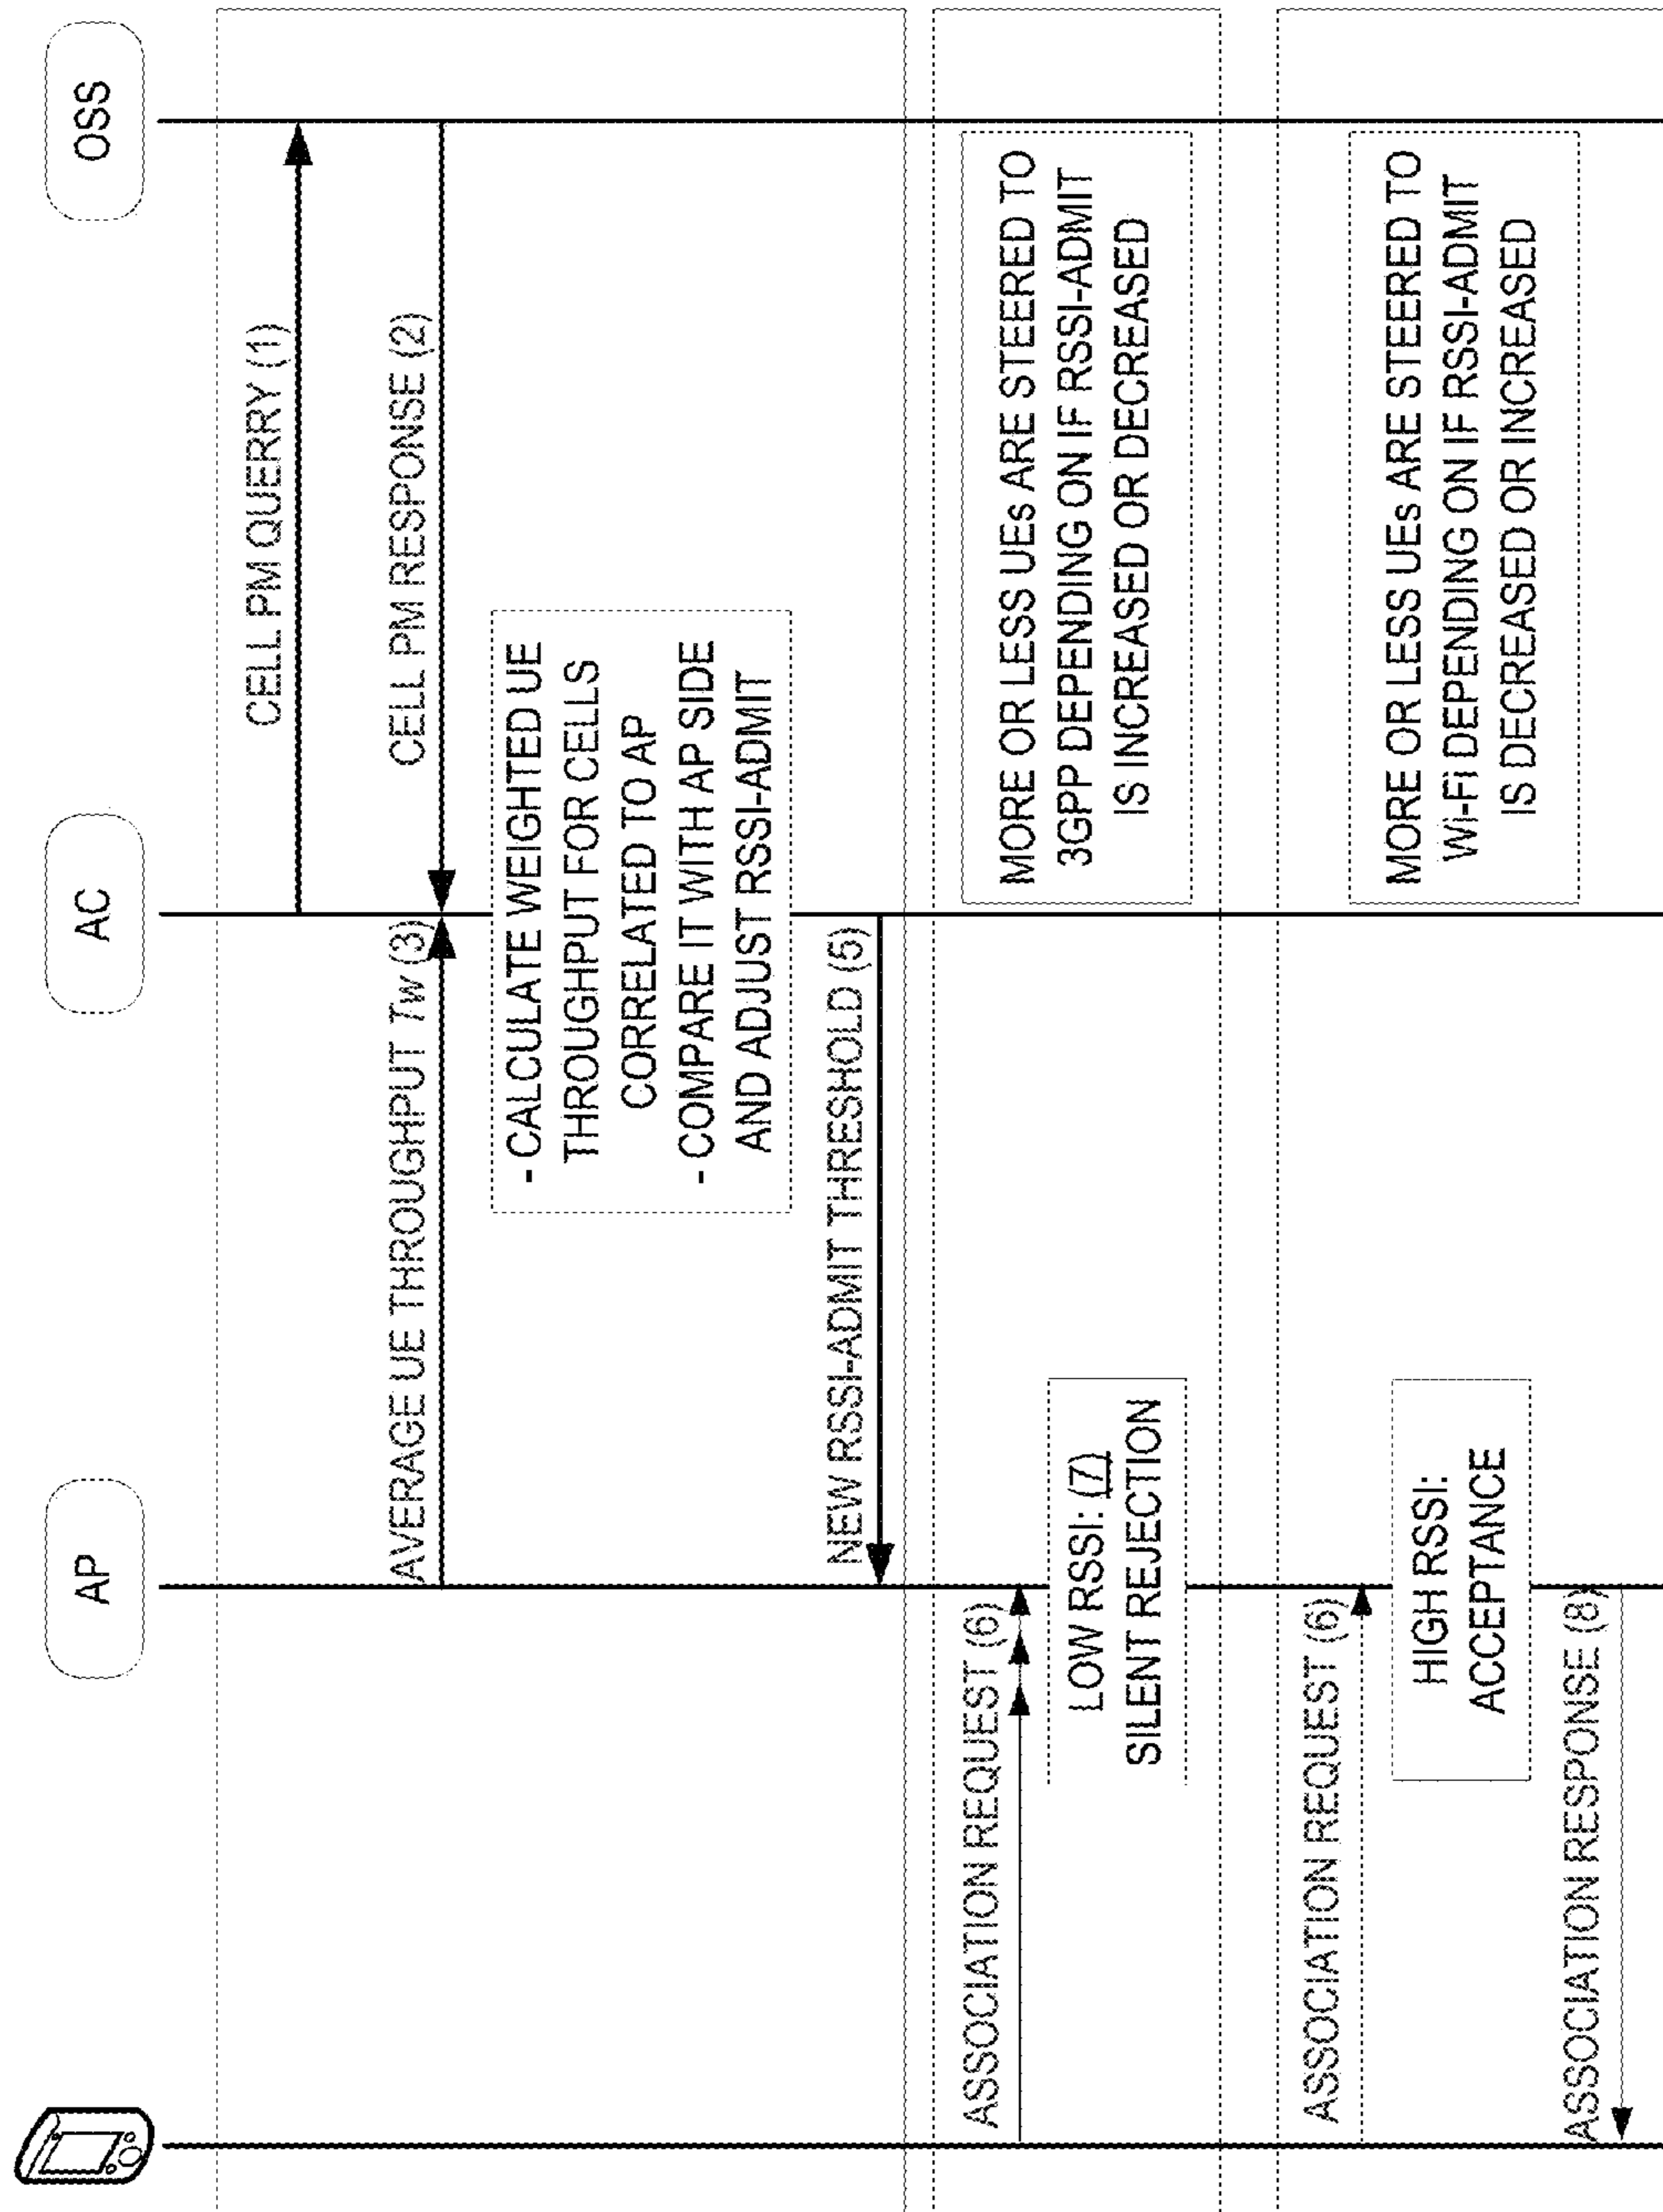 AP
AC
OSS
CELL PM QUERRY (1)
AVERAGE UE THROUGHPUT Tw (3)
CELL PM RESPONSE (2)
- CALCULATE WEIGHTED UE
THROUGHPUT FOR CELLS
CORRELATED TO AP
- COMPARE IT WITH AP SIDE
AND ADJUST RSSI-ADMIT
NEW RSSI-ADMIT THRESHOLD (5)
ASSOCIATION REQUEST (6)
LOW RSSI: (7)
SILENT REJECTION
MORE OR LESS UEs ARE STEERED TO
3GPP DEPENDING ON IF RSSI-ADMIT
IS INCREASED OR DECREASED
ASSOCIATION REQUEST (6)
HIGH RSSI:
ACCEPTANCE
MORE OR LESS UEs ARE STEERED TO
Wi-Fi DEPENDING ON IF RSSI-ADMIT
IS DECREASED OR INCREASED
ASSOCIATION RESPONSE (8)